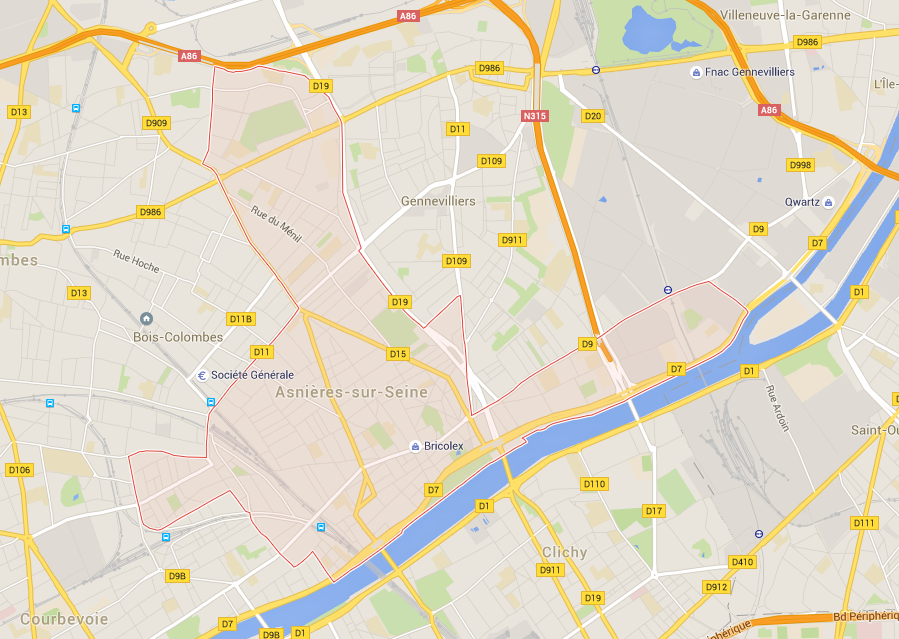 A86
Villeneuve-la-Garenne
A86
D986
D986
Fnac Gennevilliers
D19
L'Île-
D13
D909
N315
D20
A86
D11
D109
D998
Gennevilliers
Qwartz
D986
Rue du Ménil
D9
D911
D7
Rue Hoche
mbes
D109
D13
D19
D1
D11B
Bois-Colombes
D9
D11
D15
Société Générale
D7
D1
Asnières-sur-Seine
Rue Ardoin
Bricolex
Saint-Ou
D106
D7
D110
D1
D17
D111
Clichy
D410
D9B
D911
D912
D19
Courbevoie
D7
D9B
D1
Bd Périphériq
riphérique